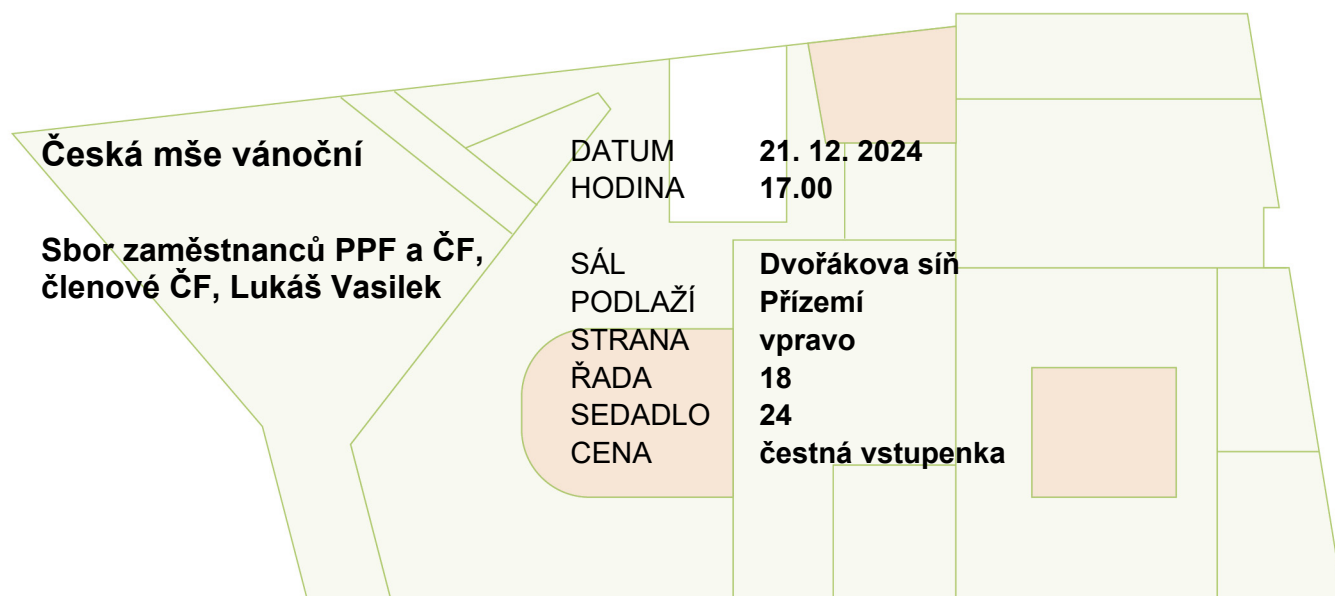 Česká mše vánoční
Sbor zaměstnanců PPF a ČF,
členové ČF, Lukáš Vasilek
DATUM 21. 12. 2024
HODINA 17.00
SÁL Dvořákova síň
PODLAŽÍ Přízemí
STRANA vpravo
ŘADA 18
SEDADLO 24
CENA čestná vstupenka